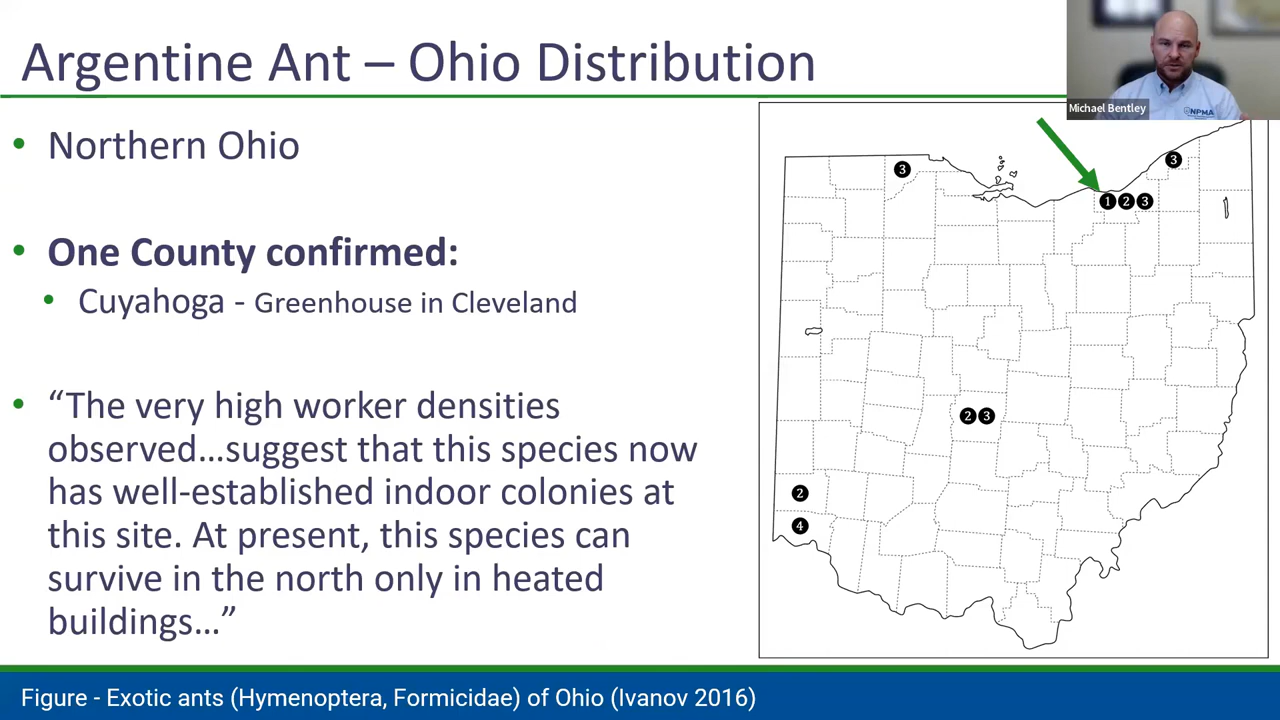 Argentine Ant – Ohio Distribution
Michael Bentley
NPMA
• Northern Ohio
• One County confirmed:
• Cuyahoga - Greenhouse in Cleveland
• “The very high worker densities
observed…suggest that this species now
has well-established indoor colonies at
this site. At present, this species can
survive in the north only in heated
buildings…”
3
3
1 2 3
2 3
2
4
Figure - Exotic ants (Hymenoptera, Formicidae) of Ohio (Ivanov 2016)